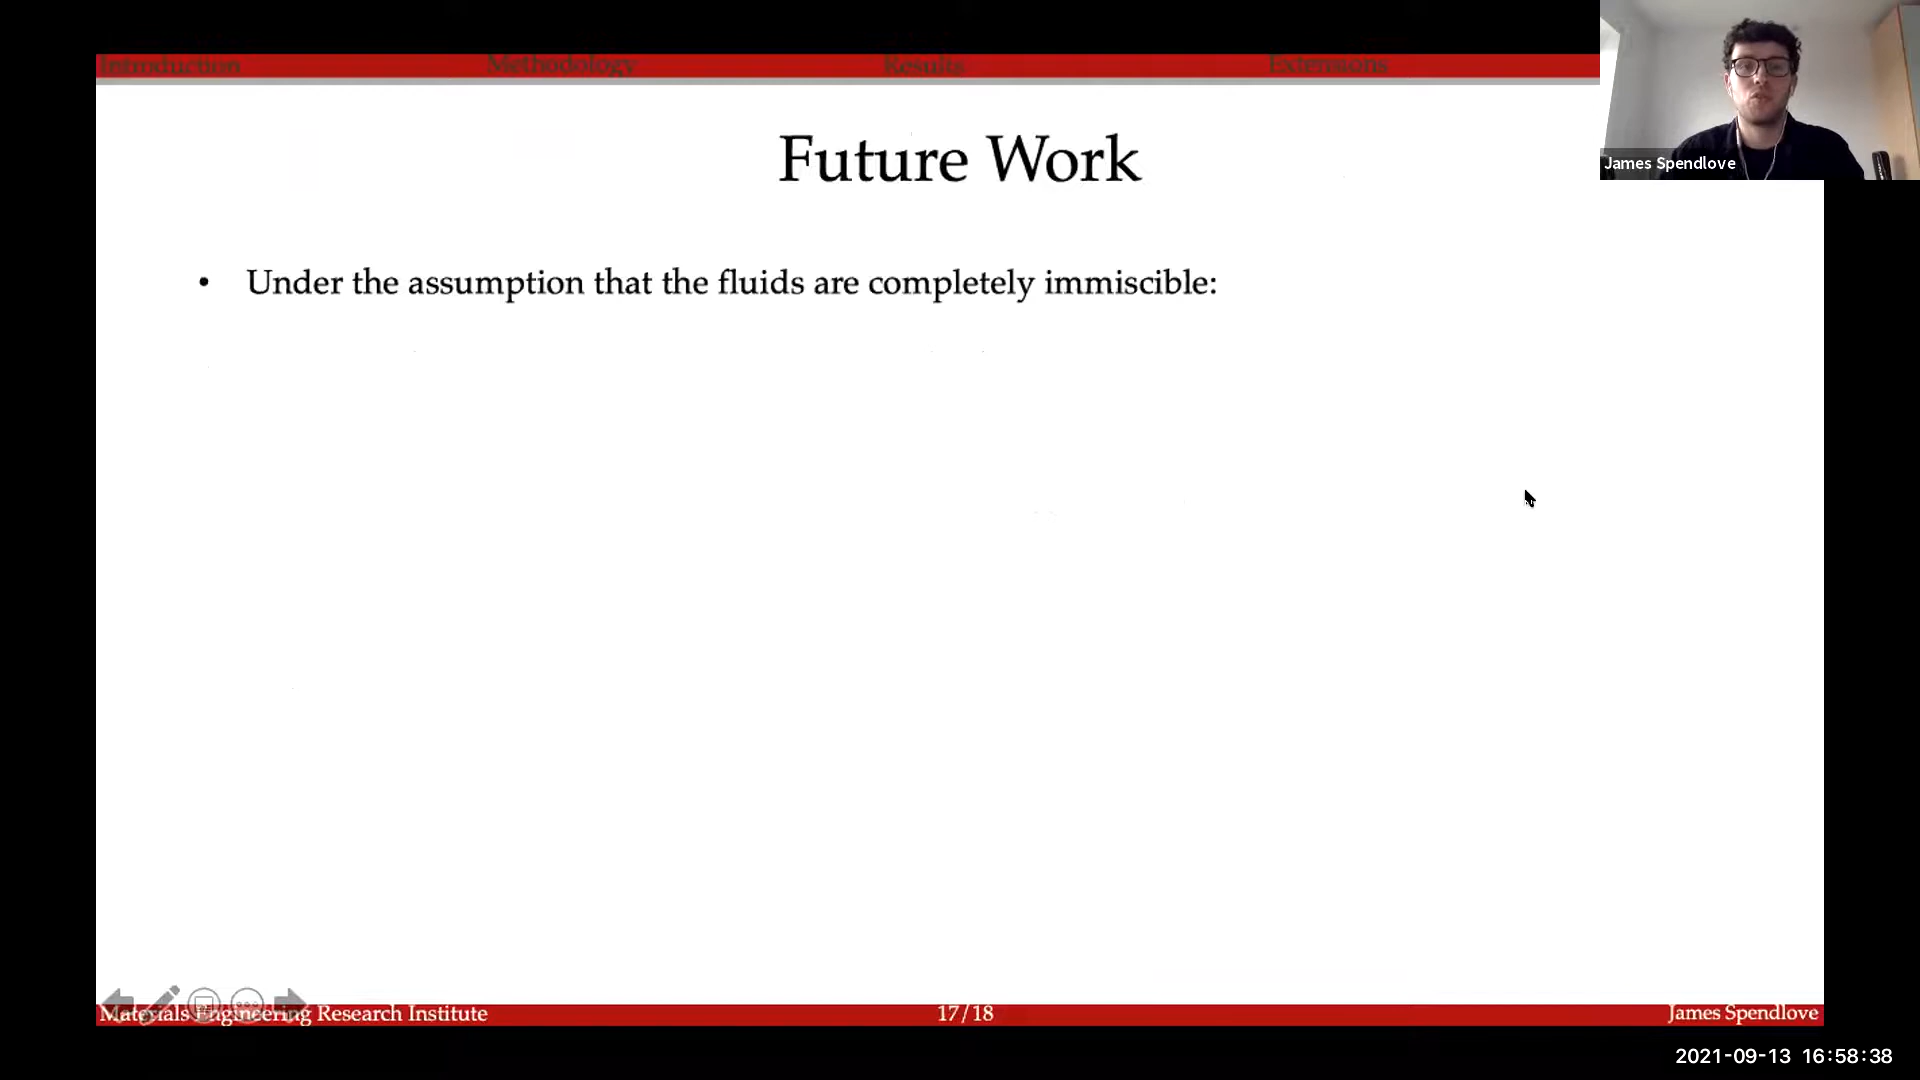 Introduction Methodology Results Extensions
James Spendlove
Future Work
• Under the assumption that the fluids are completely immiscible:
Materials Engineering Research Institute 17/18 James Spendlove
2021-09-13 16:58:38